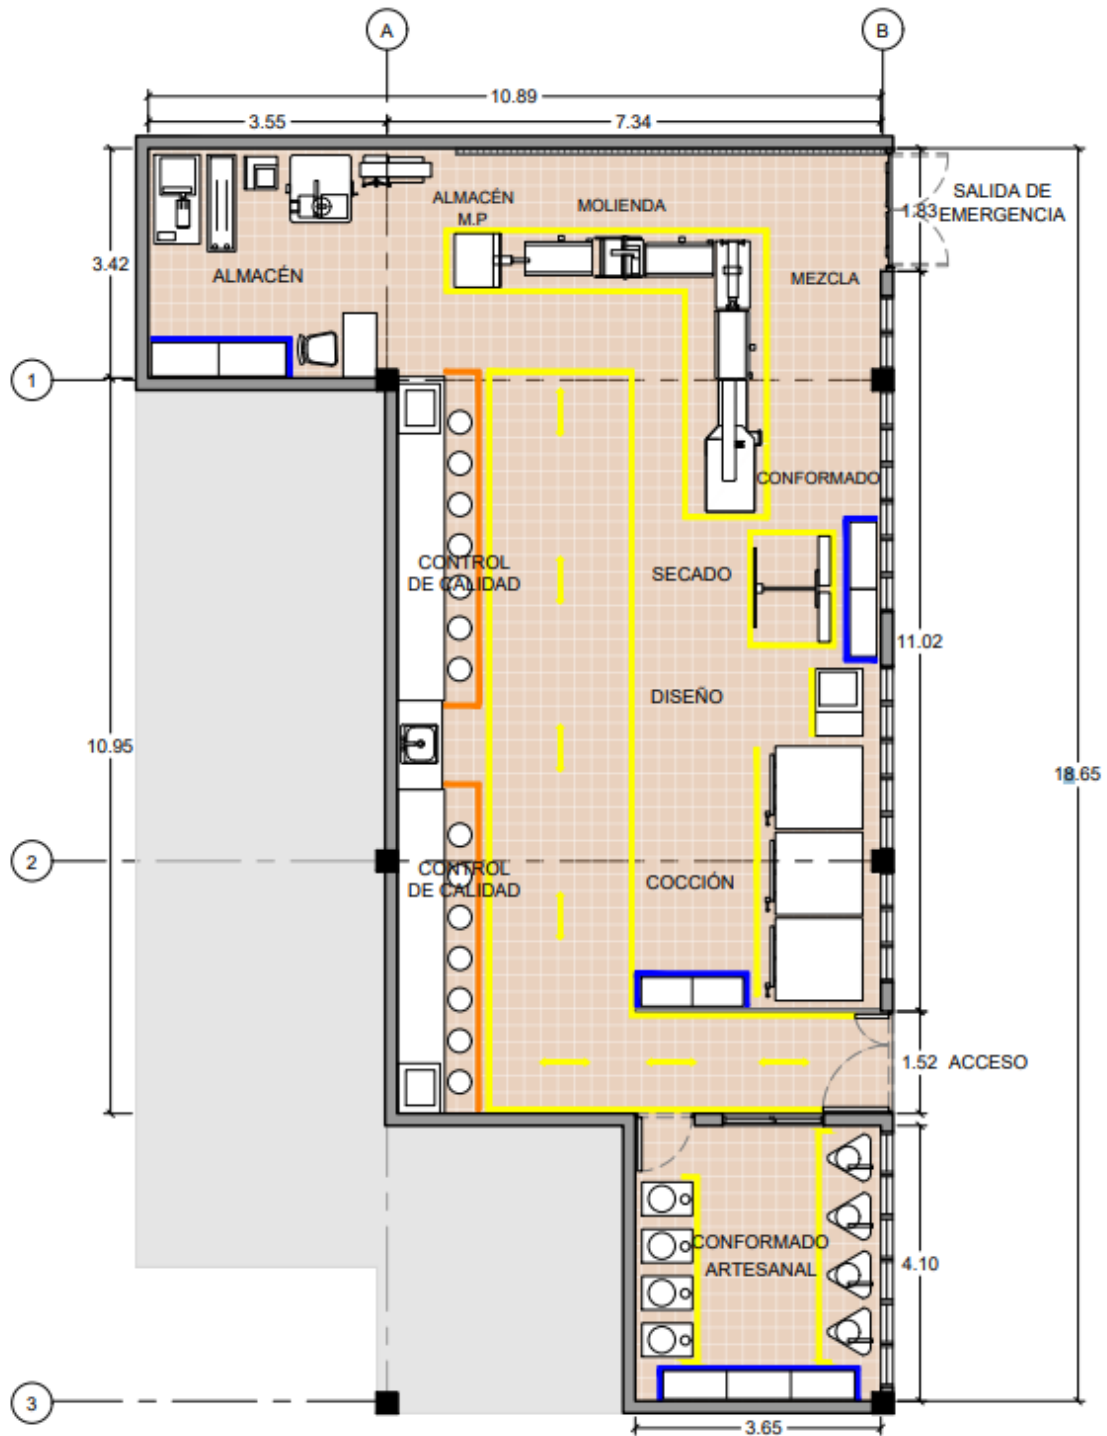 A
B
10.89
3.55
7.34
ALMACÉN
M.P
MOLIENDA
1.83
SALIDA DE
EMERGENCIA
3.42
ALMACÉN
MEZCLA
1
CONFORMADO
CONTROL
DE CALIDAD
SECADO
11.02
DISEÑO
10.95
18.65
2
CONTROL
DE CALIDAD
COCCIÓN
1.52
ACCESO
CONFORMADO
ARTESANAL
4.10
3
3.65